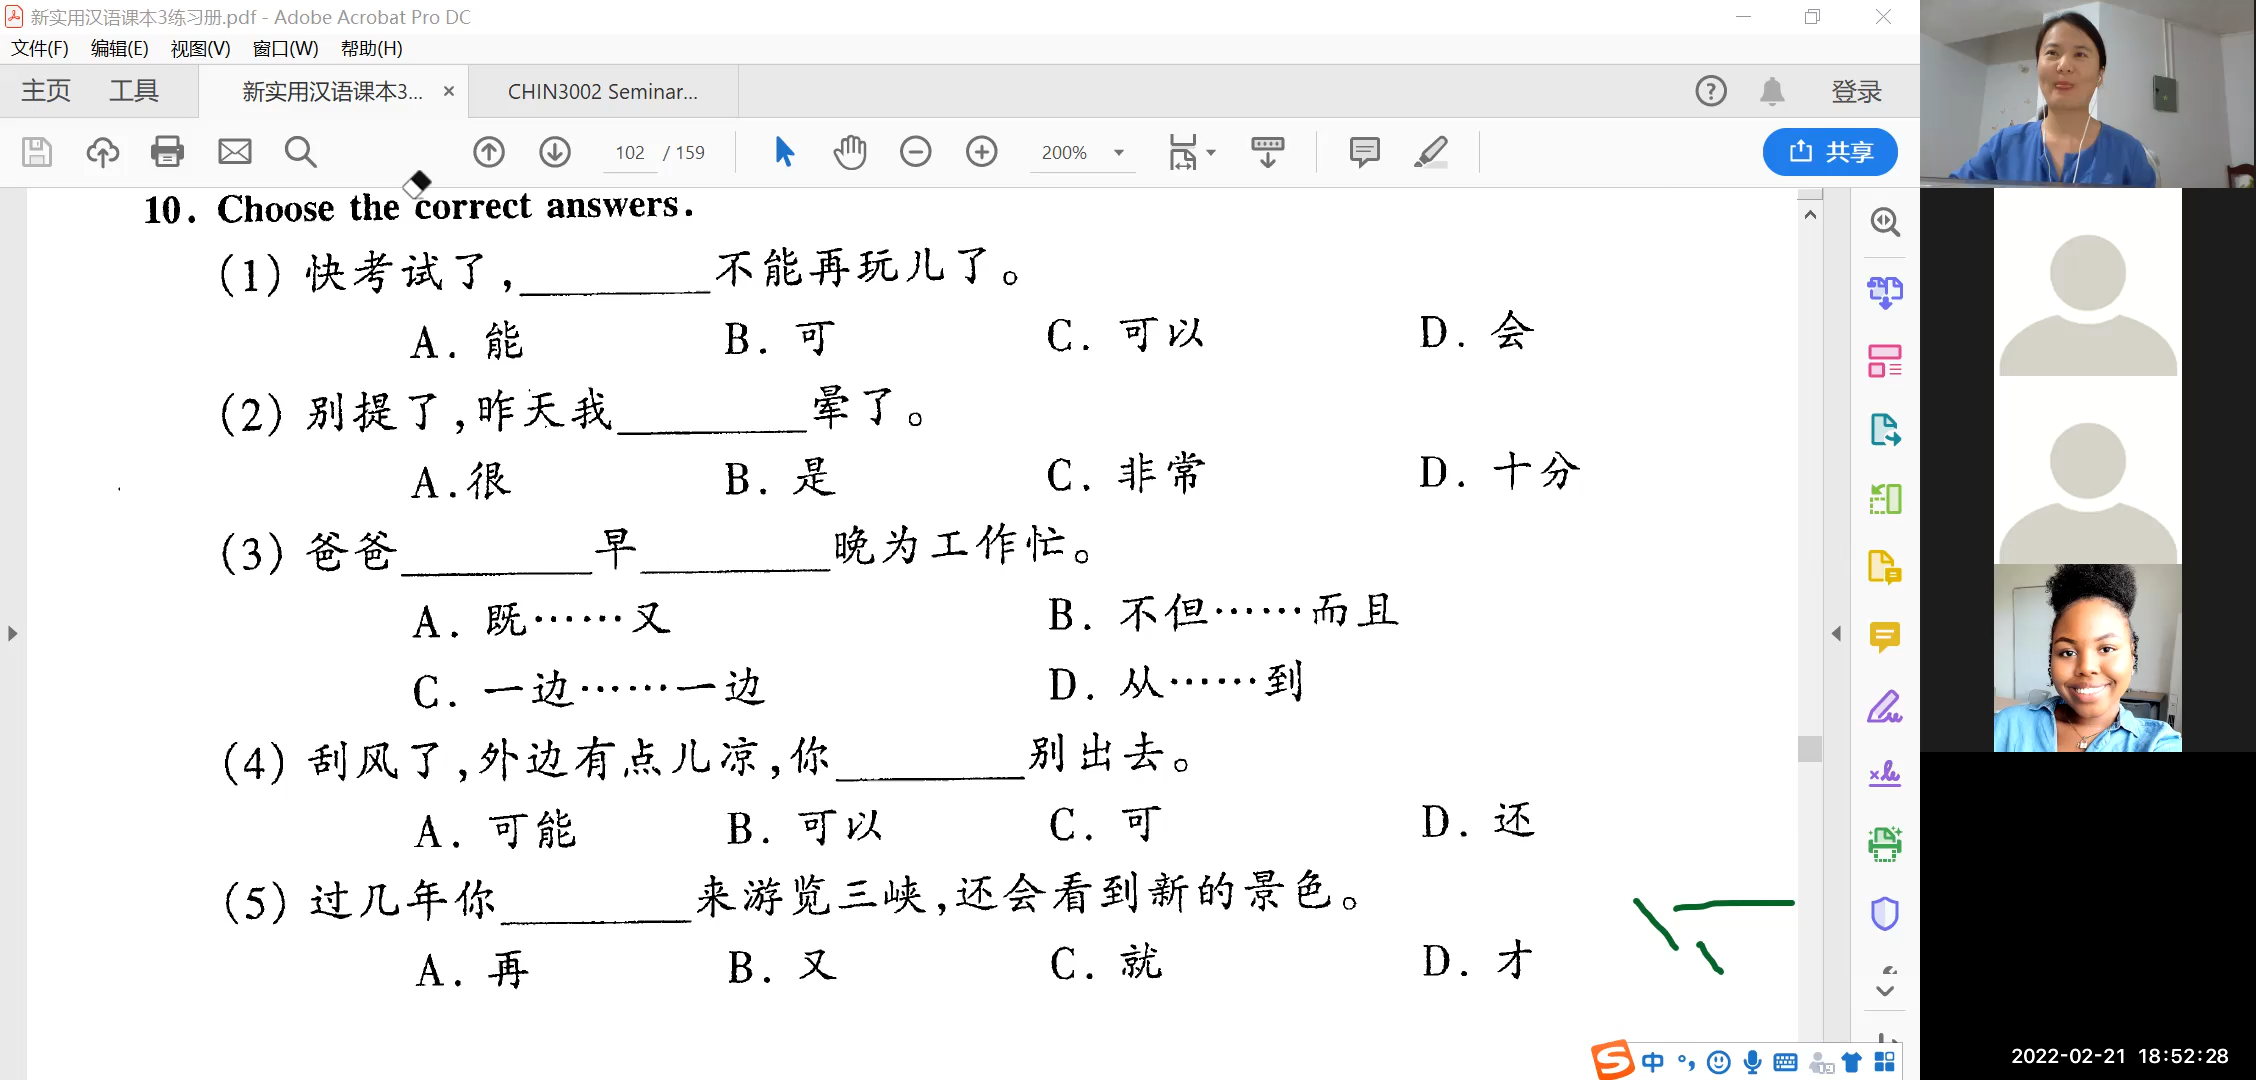 新实用汉语课本3练习册.pdf - Adobe Acrobat Pro DC
文件(F) 编辑(E) 视图(V) 窗口(W) 帮助(H)
主页 工具 新实用汉语课本3... × CHIN3002 Seminar... 登录
102 / 159 200% 共享
10. Choose the correct answers.
(1) 快考试了,________不能再玩儿了。
A. 能 B. 可 C. 可以 D. 会
(2) 别提了,昨天我________晕了。
A. 很 B. 是 C. 非常 D. 十分
(3) 爸爸________早________晚为工作忙。
A. 既……又 B. 不但……而且
C. 一边……一边 D. 从……到
(4) 刮风了,外边有点儿凉,你________别出去。
A. 可能 B. 可以 C. 可 D. 还
(5) 过几年你________来游览三峡,还会看到新的景色。
A. 再 B. 又 C. 就 D. 才
中
2022-02-21 18:52:28